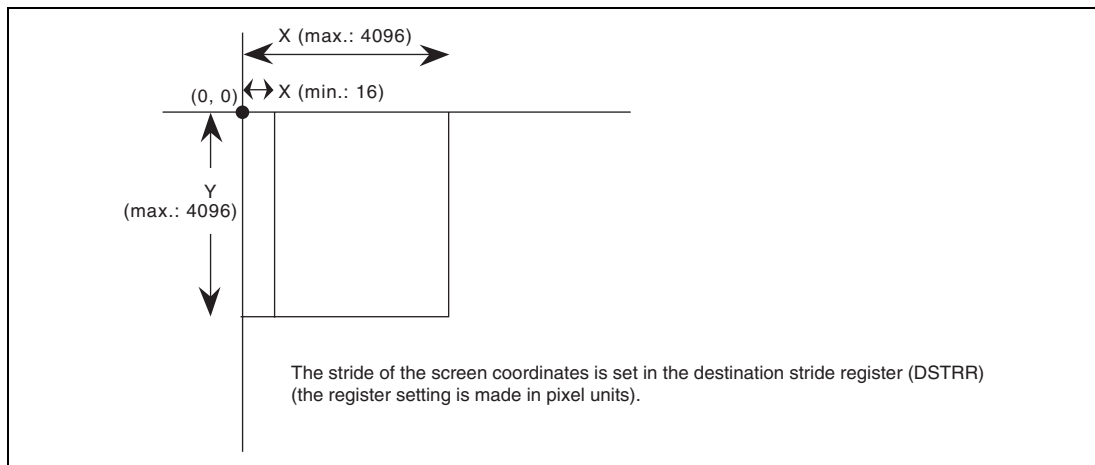 X (max.: 4096)
(0, 0)
X (min.: 16)
Y
(max.: 4096)
The stride of the screen coordinates is set in the destination stride register (DSTRR)
(the register setting is made in pixel units).